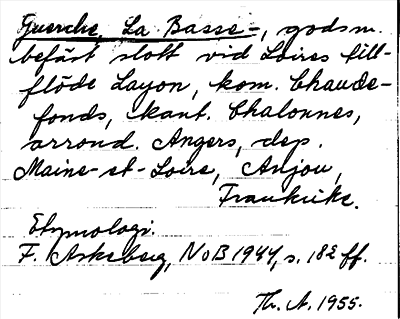 Guerche, La Basse-, gods m.
befäst slott vid Loires till-
flöde Layon, kom. Chaude-
fonds, kant. Chalonnes,
arrond. Angers, dep.
Maine-et-Loire, Anjou,
Frankrike.
Etymologi.
F. Askeberg, NoB 1944, s. 182 ff.
Th. A. 1955.